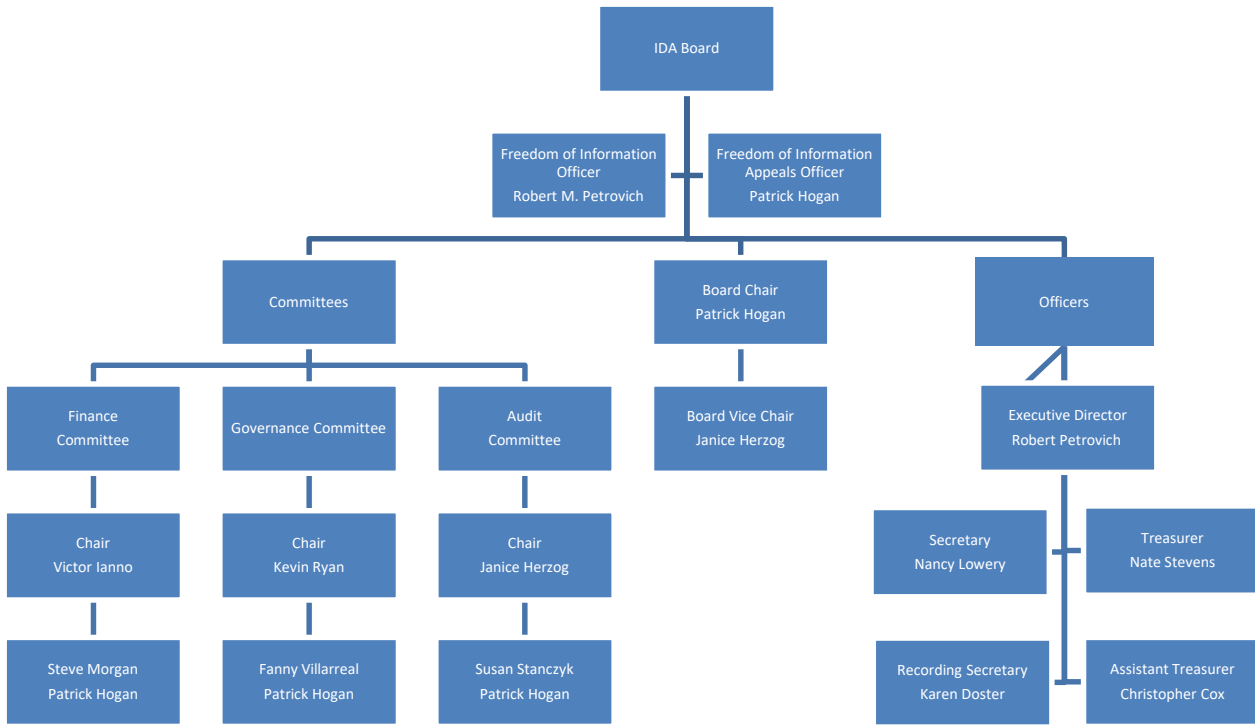 IDA Board
Freedom of Information
Officer
Robert M. Petrovich
Freedom of Information
Appeals Officer
Patrick Hogan
Committees
Board Chair
Patrick Hogan
Officers
Finance
Committee
Governance Committee
Audit
Committee
Board Vice Chair
Janice Herzog
Executive Director
Robert Petrovich
Chair
Victor Ianno
Chair
Kevin Ryan
Chair
Janice Herzog
Secretary
Nancy Lowery
Treasurer
Nate Stevens
Steve Morgan
Patrick Hogan
Fanny Villarreal
Patrick Hogan
Susan Stanczyk
Patrick Hogan
Recording Secretary
Karen Doster
Assistant Treasurer
Christopher Cox